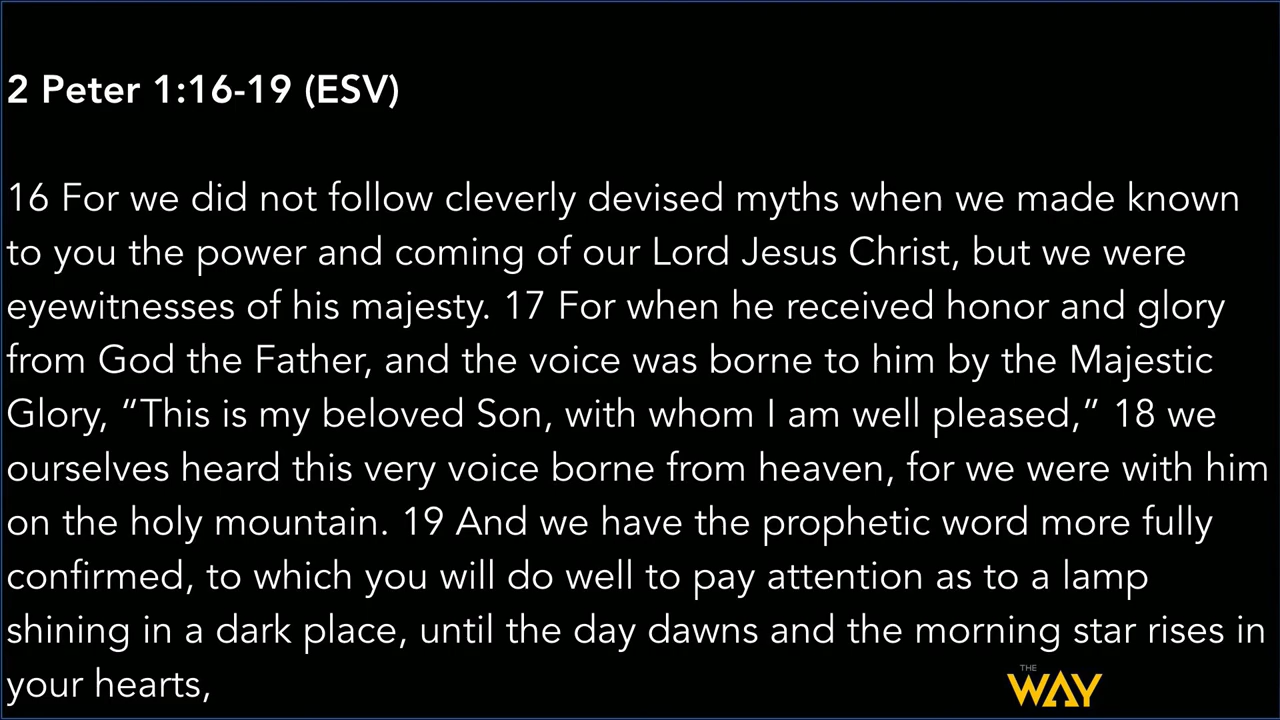 2 Peter 1:16-19 (ESV)
16 For we did not follow cleverly devised myths when we made known
to you the power and coming of our Lord Jesus Christ, but we were
eyewitnesses of his majesty. 17 For when he received honor and glory
from God the Father, and the voice was borne to him by the Majestic
Glory, “This is my beloved Son, with whom I am well pleased,” 18 we
ourselves heard this very voice borne from heaven, for we were with him
on the holy mountain. 19 And we have the prophetic word more fully
confirmed, to which you will do well to pay attention as to a lamp
shining in a dark place, until the day dawns and the morning star rises in
your hearts,
THE
WAY